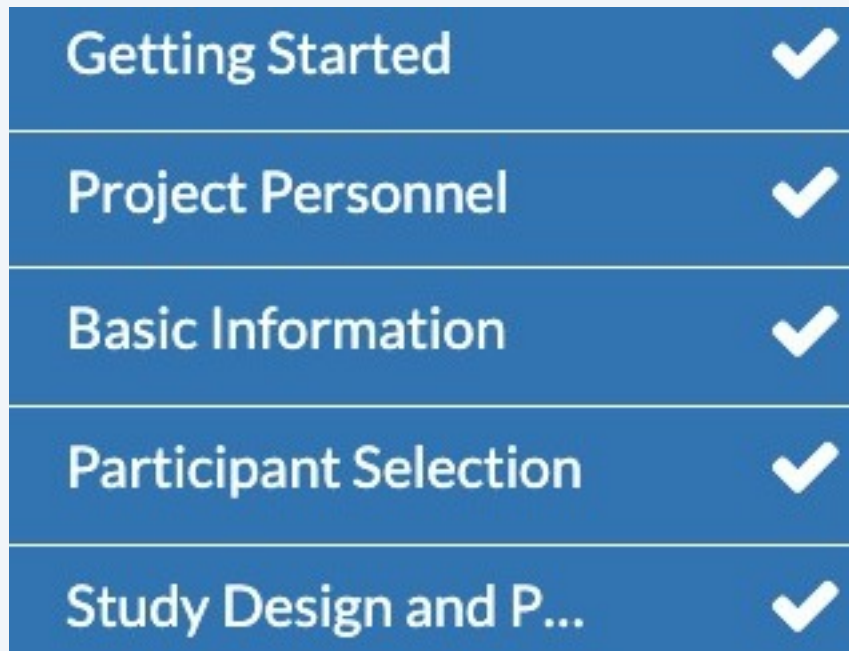 Getting Started
Project Personnel
Basic Information
Participant Selection
Study Design and P...